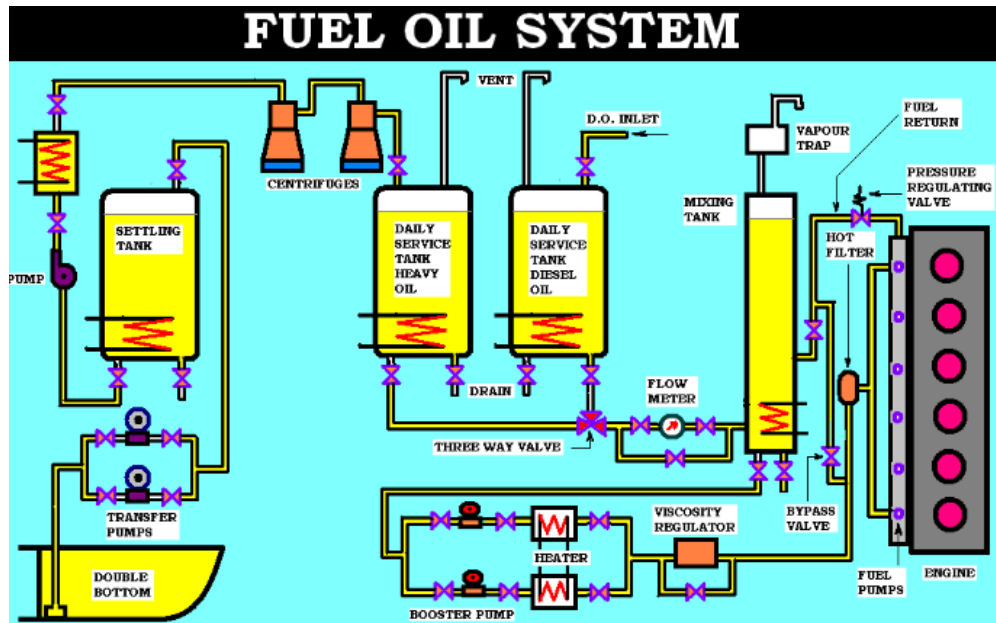 FUEL OIL SYSTEM
VENT
D.O. INLET
VAPOUR
TRAP
FUEL
RETURN
CENTRIFUGES
PRESSURE
REGULATING
VALVE
MIXING
TANK
SETTLING
TANK
DAILY
SERVICE
TANK
HEAVY
OIL
DAILY
SERVICE
TANK
DIESEL
OIL
HOT
FILTER
PUMP
DRAIN
FLOW
METER
THREE WAY VALVE
TRANSFER
PUMPS
VISCOSITY
REGULATOR
BYPASS
VALVE
HEATER
DOUBLE
BOTTOM
BOOSTER PUMP
FUEL
PUMPS
ENGINE